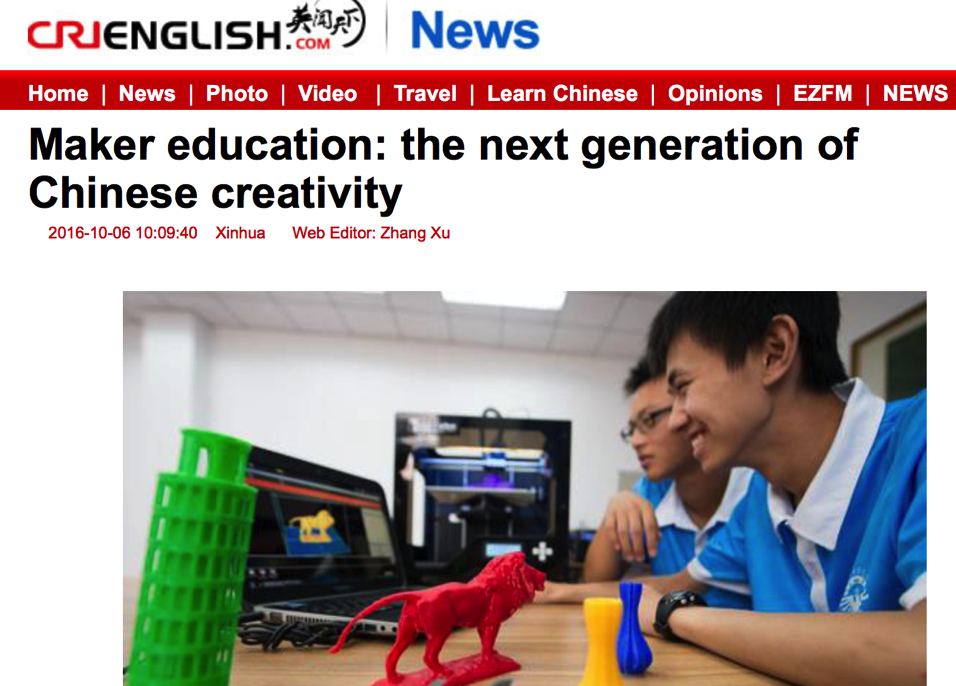 CRIENGLISH.COM 英闻天下 | News
Home | News | Photo | Video | Travel | Learn Chinese | Opinions | EZFM | NEWS
Maker education: the next generation of
Chinese creativity
2016-10-06 10:09:40 Xinhua Web Editor: Zhang Xu